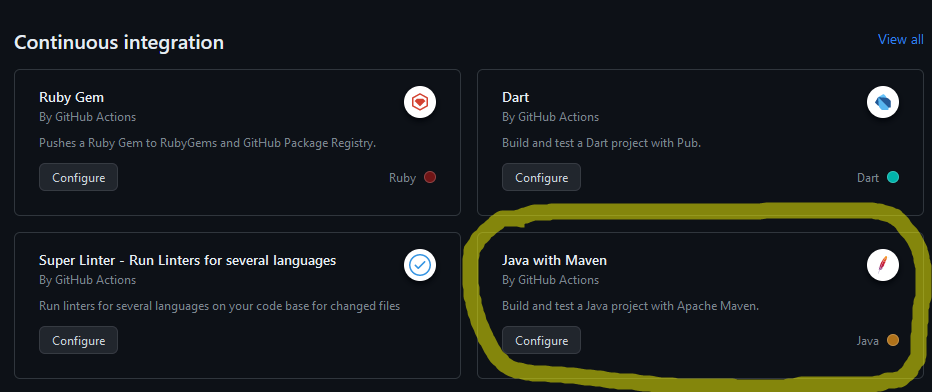 Continuous integration
View all
Ruby Gem
By GitHub Actions
Pushes a Ruby Gem to RubyGems and GitHub Package Registry.
Configure
Ruby
Dart
By GitHub Actions
Build and test a Dart project with Pub.
Configure
Dart
Super Linter - Run Linters for several languages
By GitHub Actions
Run linters for several languages on your code base for changed files
Configure
Java with Maven
By GitHub Actions
Build and test a Java project with Apache Maven.
Configure
Java